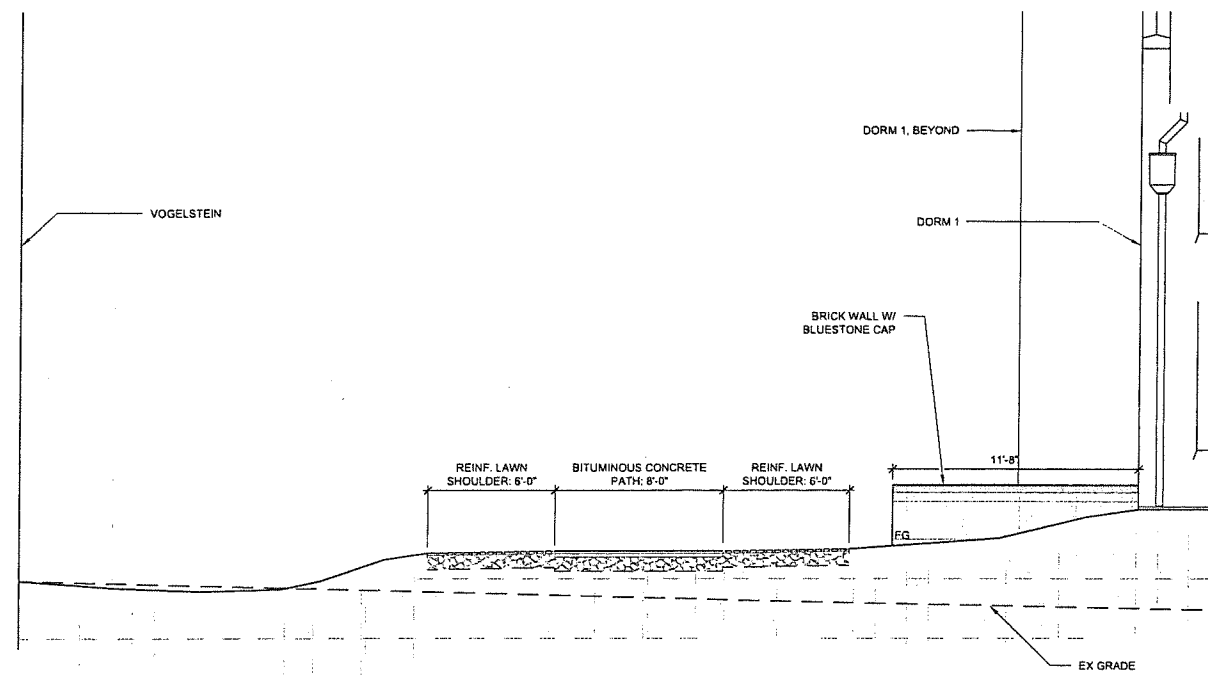 DORM 1, BEYOND
VOGELSTEIN
DORM 1
BRICK WALL W/
BLUESTONE CAP
11'-8"
REINF. LAWN
SHOULDER: 6'-0"
BITUMINOUS CONCRETE
PATH: 8'-0"
REINF. LAWN
SHOULDER: 6'-0"
FG
EX GRADE